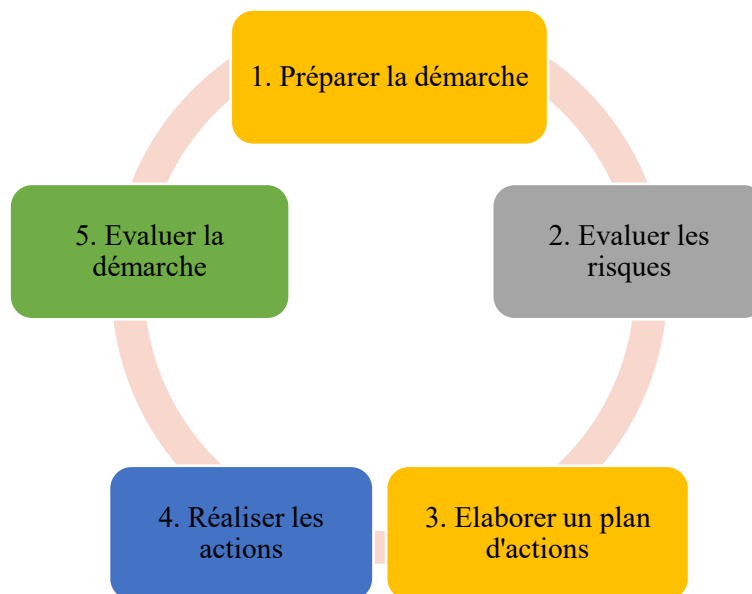 1. Préparer la démarche
2. Evaluer les
risques
3. Elaborer un plan
d'actions
4. Réaliser les
actions
5. Evaluer la
démarche